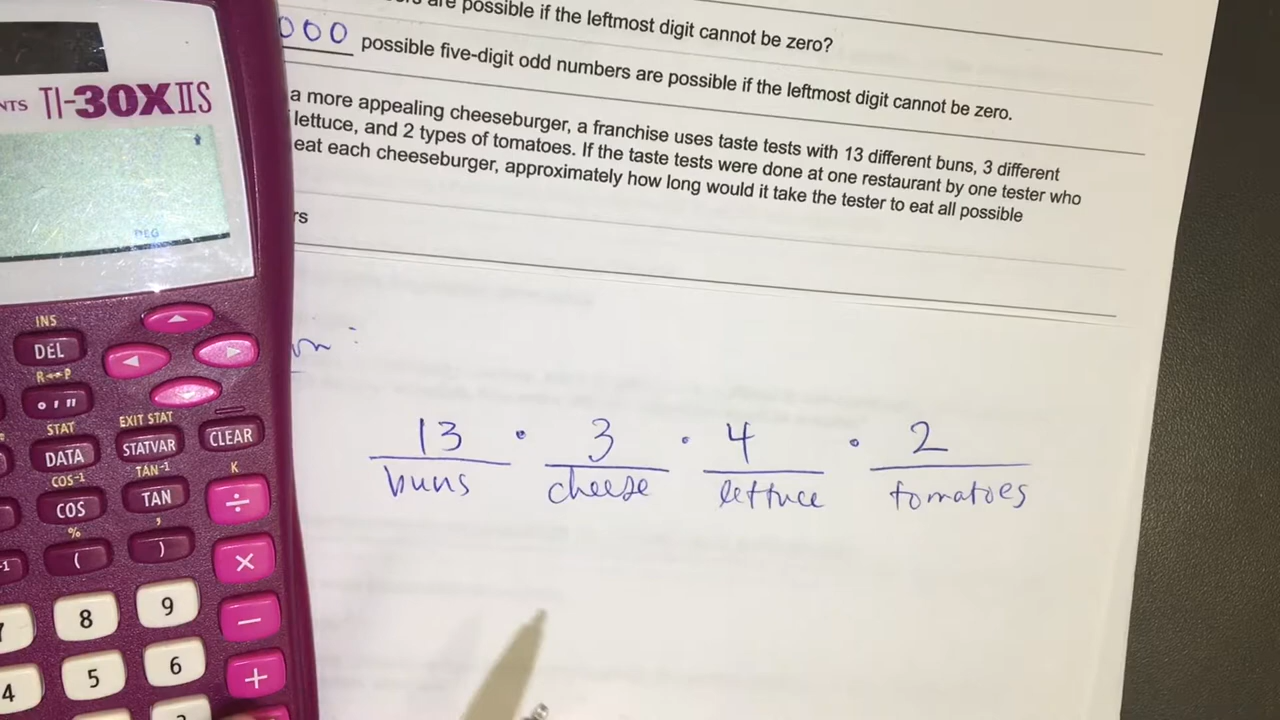 are possible if the leftmost digit cannot be zero?
000 possible five-digit odd numbers are possible if the leftmost digit cannot be zero.
a more appealing cheeseburger, a franchise uses taste tests with 13 different buns, 3 different
lettuce, and 2 types of tomatoes. If the taste tests were done at one restaurant by one tester who
eat each cheeseburger, approximately how long would it take the tester to eat all possible
rs
13 · 3 · 4 · 2
buns cheese lettuce tomatoes
NTS TI-30XIIS
DEG
INS
DEL
R↔P
° ' "
STAT EXIT STAT
DATA STATVAR CLEAR
COS⁻¹ TAN⁻¹ K
COS TAN ÷
% ,
( ) ×
7 8 9 −
4 5 6 +